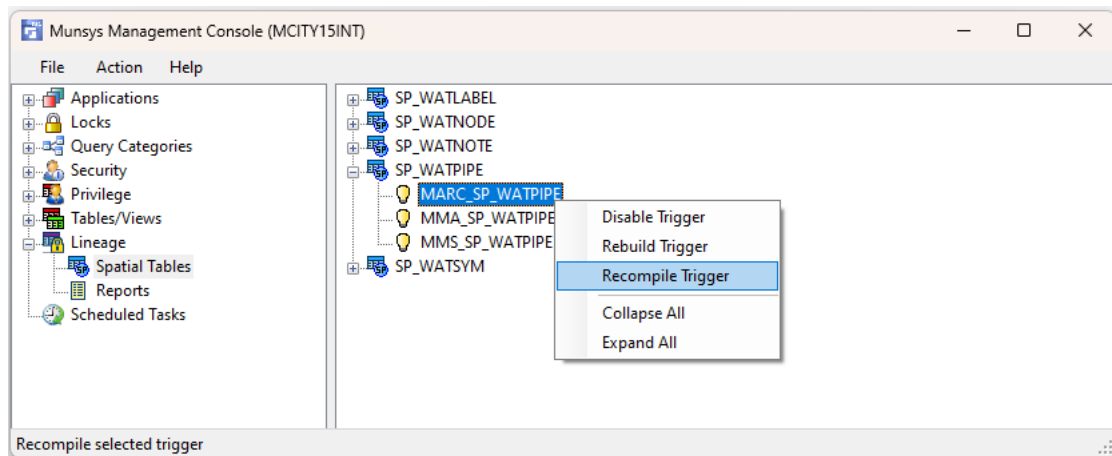 Munsys Management Console (MCITY15INT)
File Action Help
Applications
Locks
Query Categories
Security
Privilege
Tables/Views
Lineage
Spatial Tables
Reports
Scheduled Tasks
SP_WATLABEL
SP_WATNODE
SP_WATNOTE
SP_WATPIPE
MARC_SP_WATPIPE
MMA_SP_WATPIPE
MMS_SP_WATPIPE
SP_WATSYM
Disable Trigger
Rebuild Trigger
Recompile Trigger
Collapse All
Expand All
Recompile selected trigger